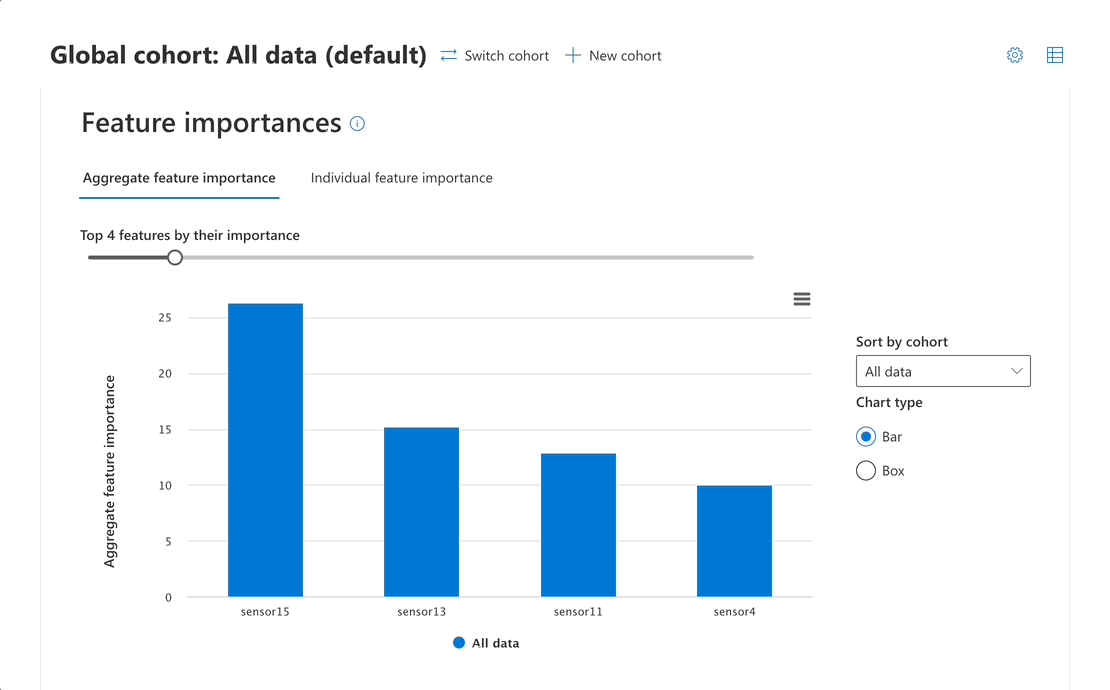 Global cohort: All data (default) Switch cohort New cohort
Feature importances
Aggregate feature importance Individual feature importance
Top 4 features by their importance
25
20
15
10
5
0
Aggregate feature importance
sensor15 sensor13 sensor11 sensor4
All data
Sort by cohort
All data
Chart type
Bar
Box